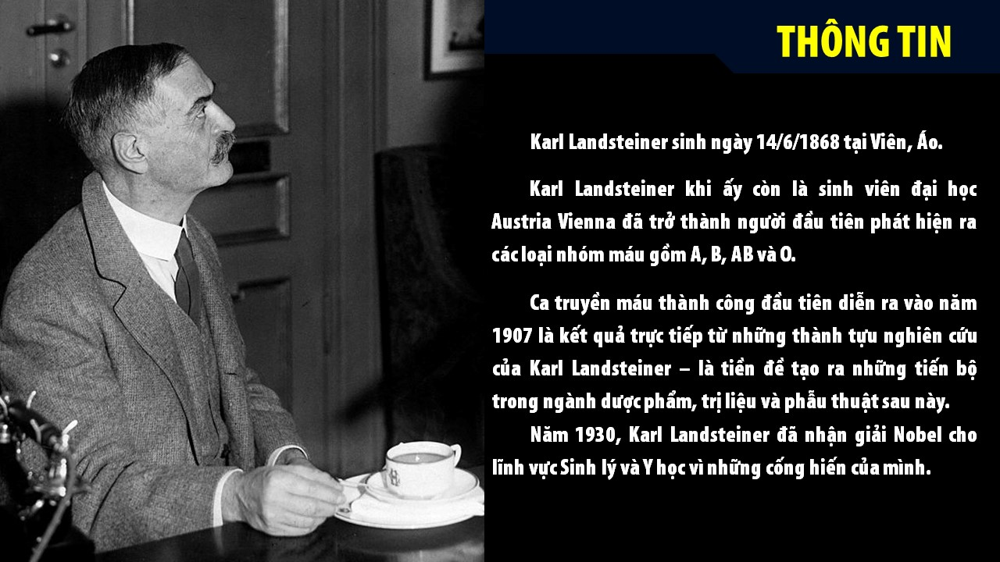 THÔNG TIN
Karl Landsteiner sinh ngày 14/6/1868 tại Viên, Áo.
Karl Landsteiner khi ấy còn là sinh viên đại học
Austria Vienna đã trở thành người đầu tiên phát hiện ra
các loại nhóm máu gồm A, B, AB và O.
Ca truyền máu thành công đầu tiên diễn ra vào năm
1907 là kết quả trực tiếp từ những thành tựu nghiên cứu
của Karl Landsteiner – là tiền đề tạo ra những tiến bộ
trong ngành dược phẩm, trị liệu và phẫu thuật sau này.
Năm 1930, Karl Landsteiner đã nhận giải Nobel cho
lĩnh vực Sinh lý và Y học vì những cống hiến của mình.